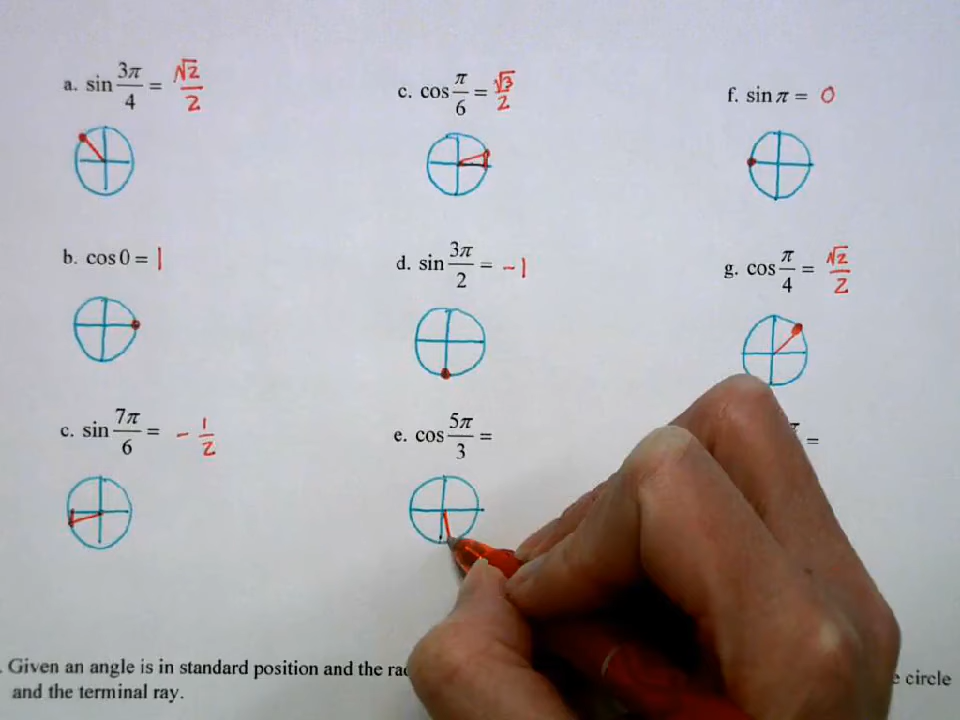 a. sin 3π/4 = √2/2
c. cos π/6 = √3/2
f. sin π = 0
b. cos 0 = 1
d. sin 3π/2 = -1
g. cos π/4 = √2/2
c. sin 7π/6 = -1/2
e. cos 5π/3 =
=
. Given an angle is in standard position and the circle
and the terminal ray.